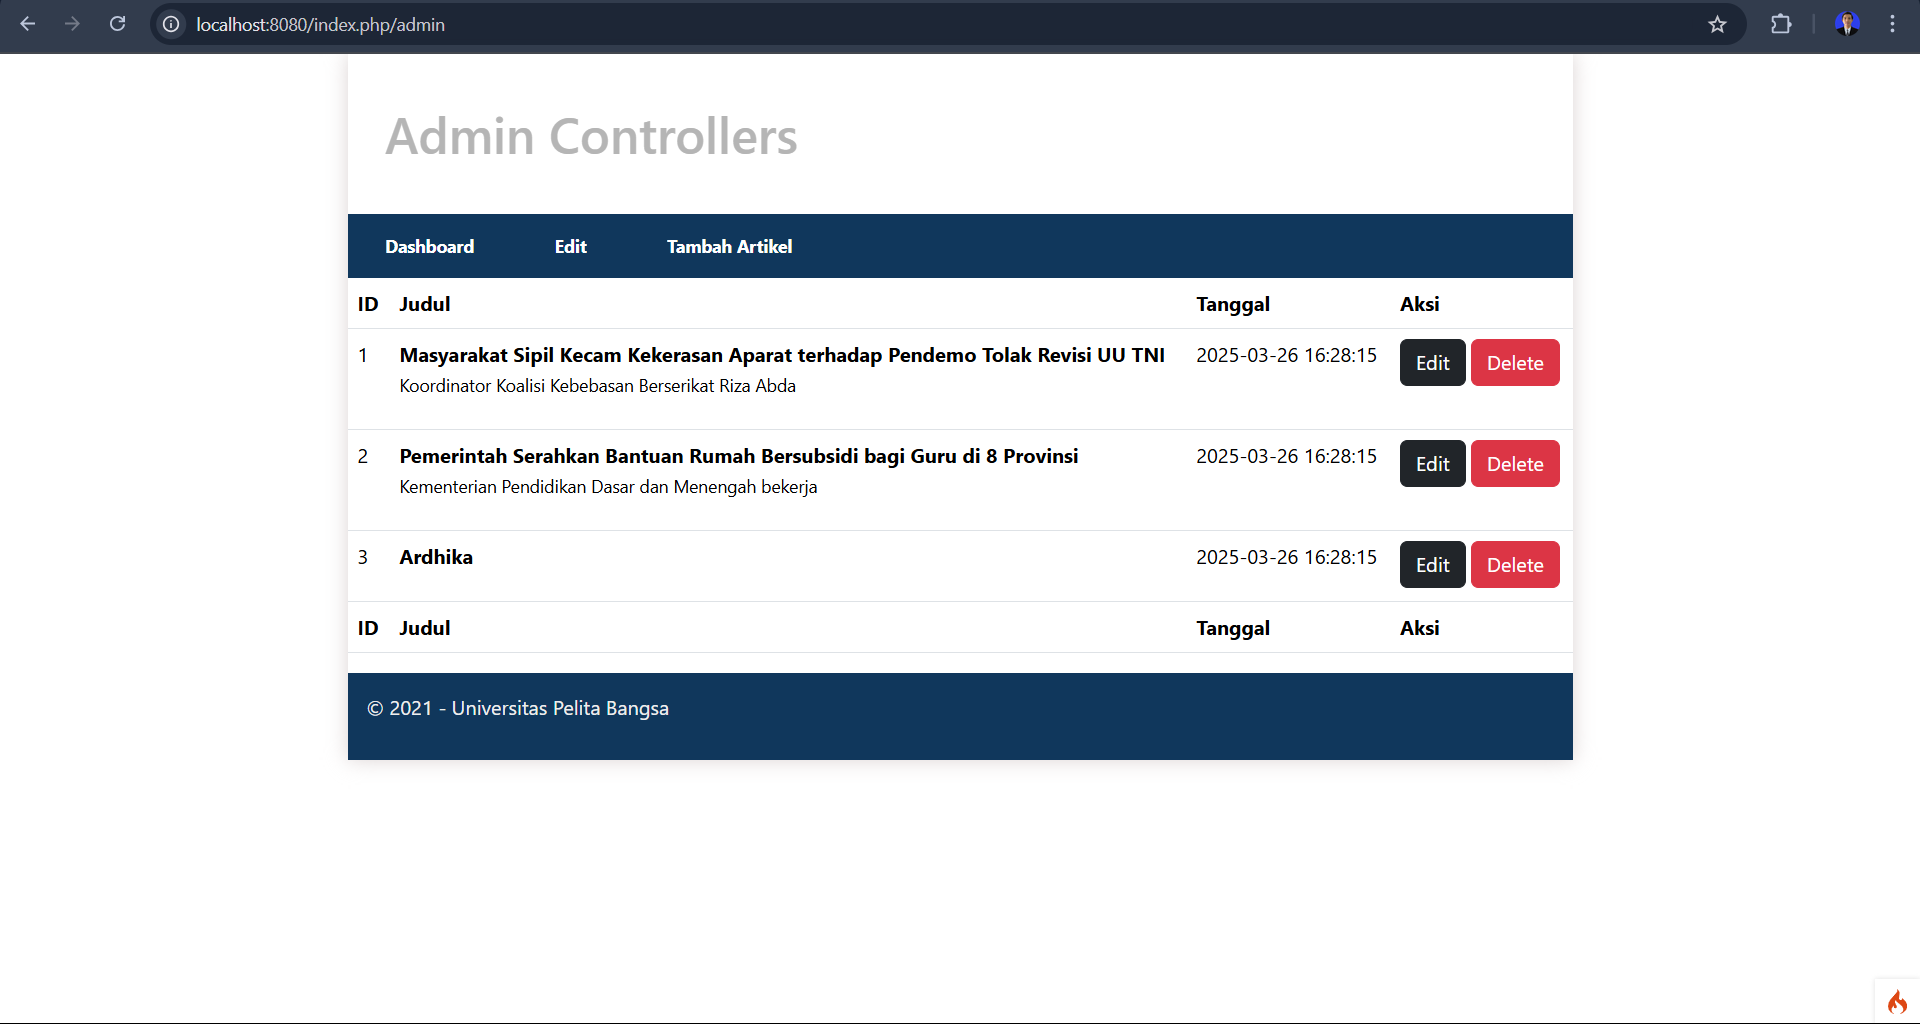 localhost:8080/index.php/admin
Admin Controllers
Dashboard Edit Tambah Artikel
ID Judul Tanggal Aksi
1 Masyarakat Sipil Kecam Kekerasan Aparat terhadap Pendemo Tolak Revisi UU TNI 2025-03-26 16:28:15 Edit Delete
Koordinator Koalisi Kebebasan Berserikat Riza Abda
2 Pemerintah Serahkan Bantuan Rumah Bersubsidi bagi Guru di 8 Provinsi 2025-03-26 16:28:15 Edit Delete
Kementerian Pendidikan Dasar dan Menengah bekerja
3 Ardhika 2025-03-26 16:28:15 Edit Delete
ID Judul Tanggal Aksi
© 2021 - Universitas Pelita Bangsa